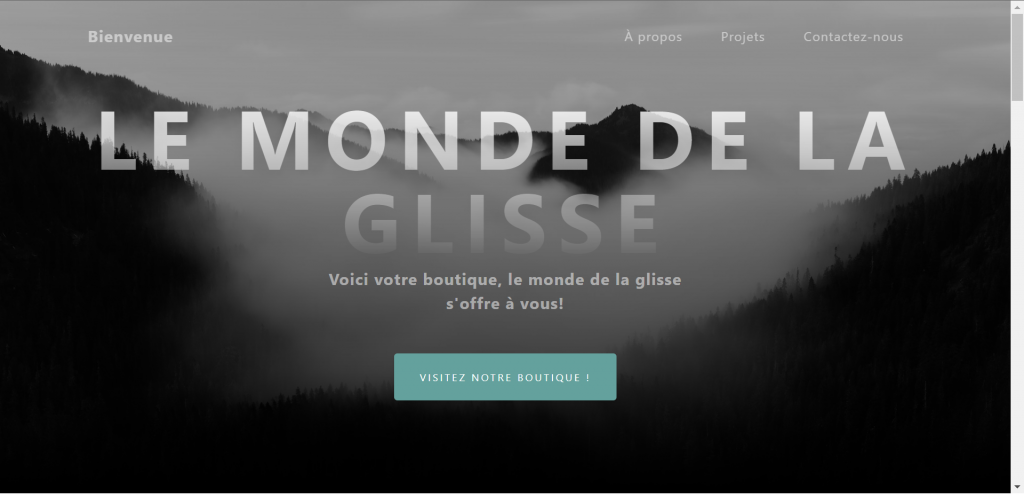 Bienvenue
À propos
Projets
Contactez-nous
LE MONDE DE LA
GLISSE
Voici votre boutique, le monde de la glisse
s'offre à vous!
VISITEZ NOTRE BOUTIQUE !